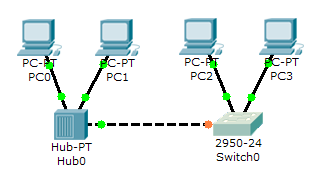 PC-PT
PC0
PC-PT
PC1
PC-PT
PC2
PC-PT
PC3
Hub-PT
Hub0
2950-24
Switch0